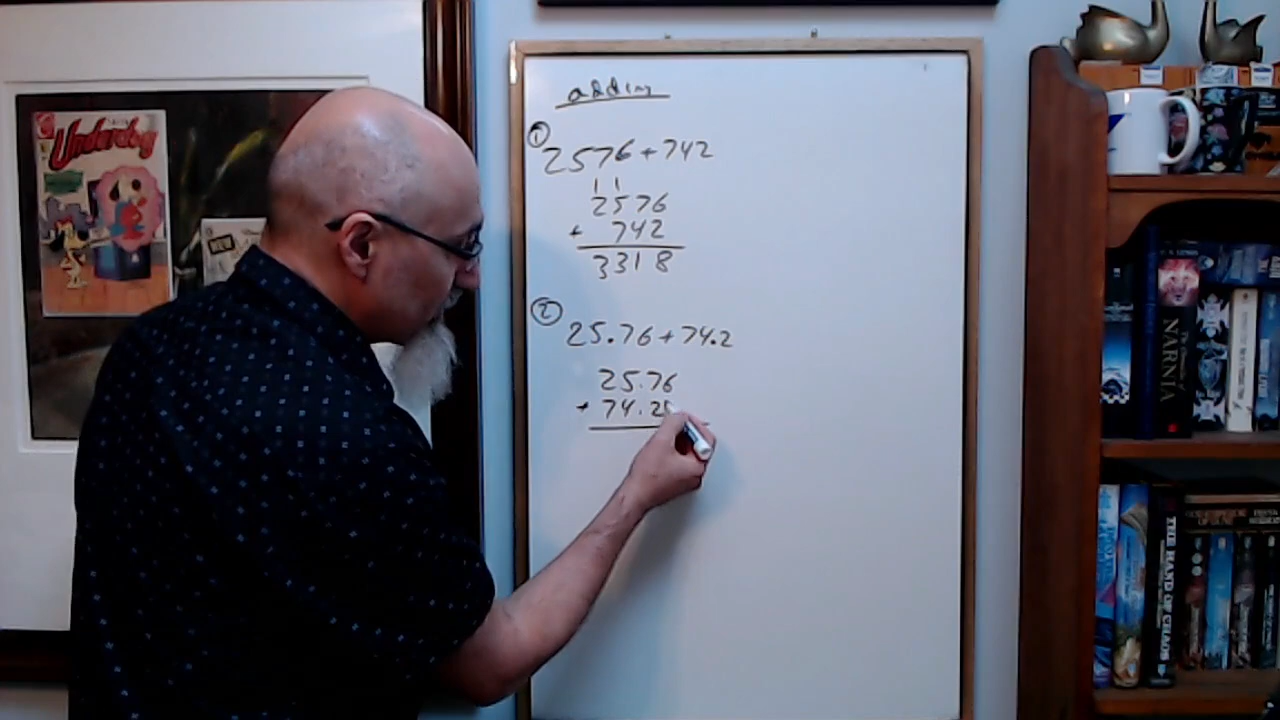 Underdog
NEW
adding
①
2576+742
1 1
2576
+ 742
3318
②
25.76+74.2
25.76
+ 74.20
NARNIA
THE HAND OF CHAOS